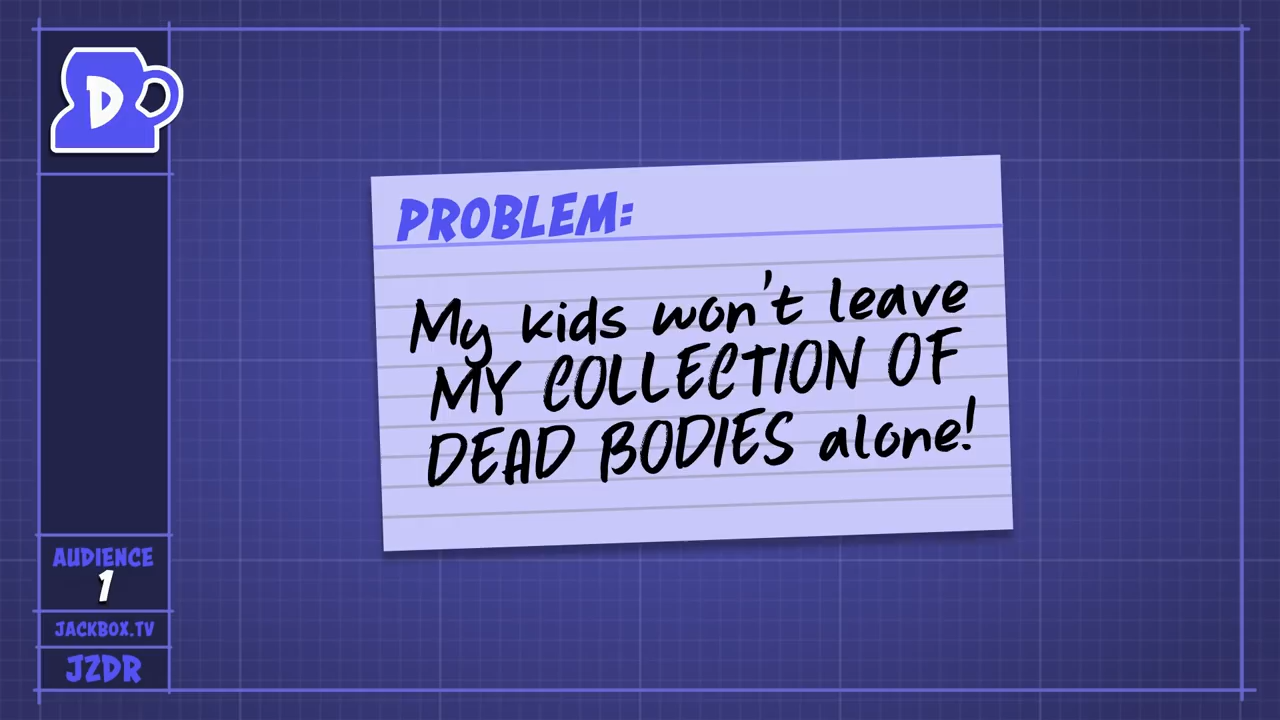 D
PROBLEM:
My kids won't leave
MY COLLECTION OF
DEAD BODIES alone!
AUDIENCE
1
JACKBOX.TV
JZDR